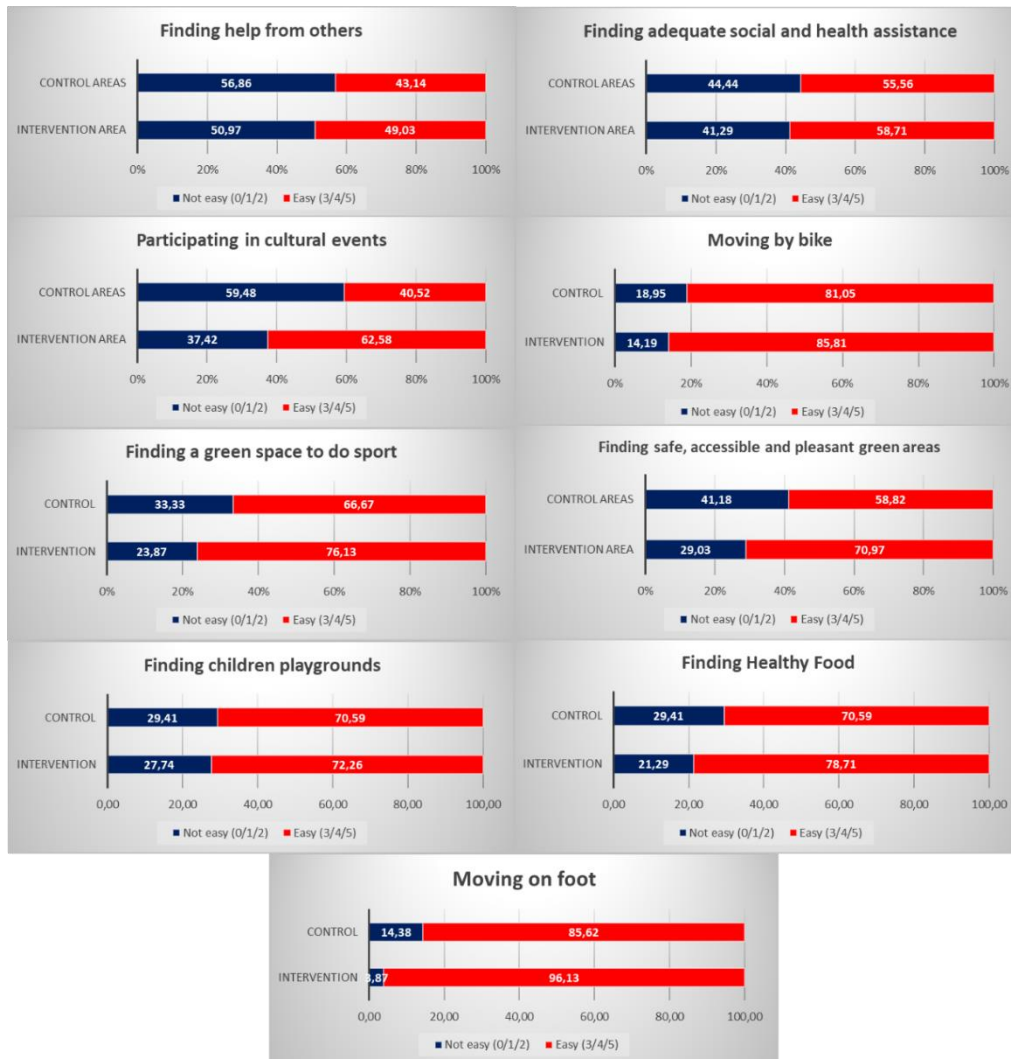 Finding help from others
CONTROL AREAS 56,86 43,14
INTERVENTION AREA 50,97 49,03
0% 20% 40% 60% 80% 100%
Not easy (0/1/2) Easy (3/4/5)
Finding adequate social and health assistance
CONTROL AREAS 44,44 55,56
INTERVENTION AREA 41,29 58,71
0% 20% 40% 60% 80% 100%
Not easy (0/1/2) Easy (3/4/5)
Participating in cultural events
CONTROL AREAS 59,48 40,52
INTERVENTION AREA 37,42 62,58
0% 20% 40% 60% 80% 100%
Not easy (0/1/2) Easy (3/4/5)
Moving by bike
CONTROL 18,95 81,05
INTERVENTION 14,19 85,81
0% 20% 40% 60% 80% 100%
Not easy (0/1/2) Easy (3/4/5)
Finding a green space to do sport
CONTROL 33,33 66,67
INTERVENTION 23,87 76,13
0% 20% 40% 60% 80% 100%
Not easy (0/1/2) Easy (3/4/5)
Finding safe, accessible and pleasant green areas
CONTROL AREAS 41,18 58,82
INTERVENTION AREA 29,03 70,97
0% 20% 40% 60% 80% 100%
Not easy (0/1/2) Easy (3/4/5)
Finding children playgrounds
CONTROL 29,41 70,59
INTERVENTION 27,74 72,26
0,00 20,00 40,00 60,00 80,00 100,00
Not easy (0/1/2) Easy (3/4/5)
Finding Healthy Food
CONTROL 29,41 70,59
INTERVENTION 21,29 78,71
0,00 20,00 40,00 60,00 80,00 100,00
Not easy (0/1/2) Easy (3/4/5)
Moving on foot
CONTROL 14,38 85,62
INTERVENTION 3,87 96,13
0,00 20,00 40,00 60,00 80,00 100,00
Not easy (0/1/2) Easy (3/4/5)